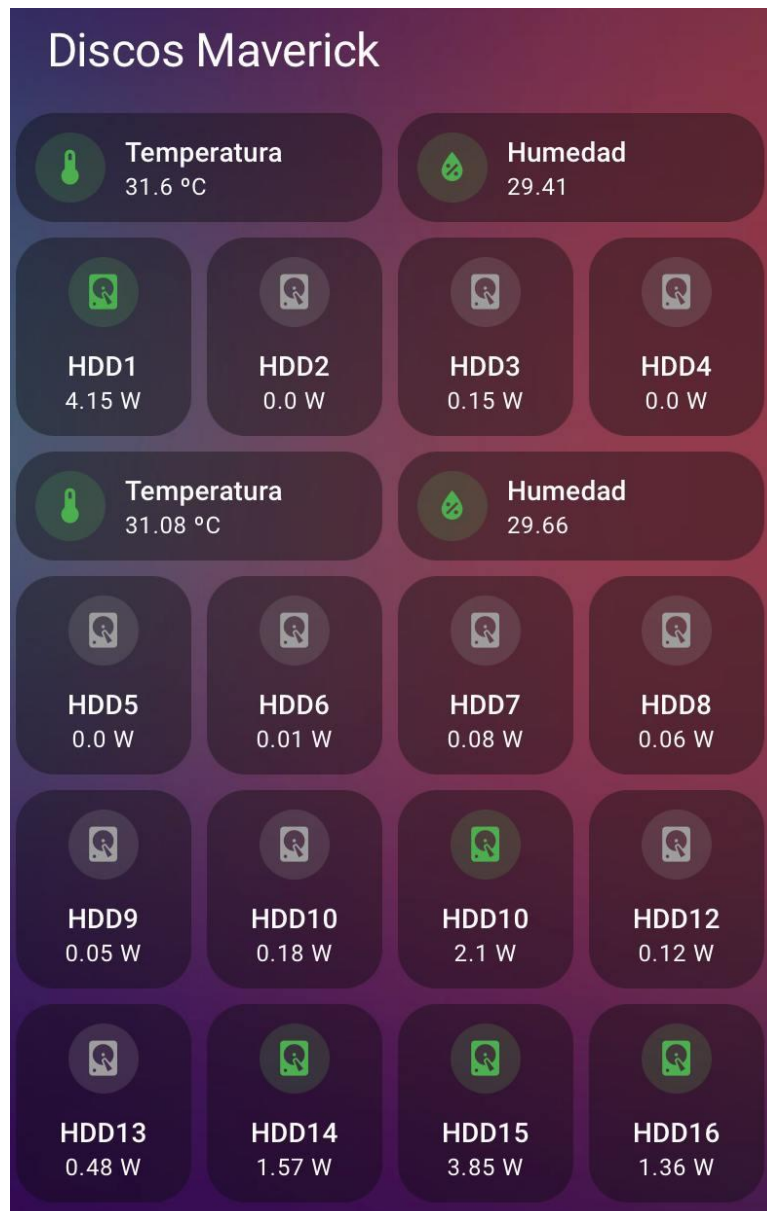 Discos Maverick
Temperatura
31.6 ºC
Humedad
29.41
HDD1
4.15 W
HDD2
0.0 W
HDD3
0.15 W
HDD4
0.0 W
Temperatura
31.08 ºC
Humedad
29.66
HDD5
0.0 W
HDD6
0.01 W
HDD7
0.08 W
HDD8
0.06 W
HDD9
0.05 W
HDD10
0.18 W
HDD10
2.1 W
HDD12
0.12 W
HDD13
0.48 W
HDD14
1.57 W
HDD15
3.85 W
HDD16
1.36 W